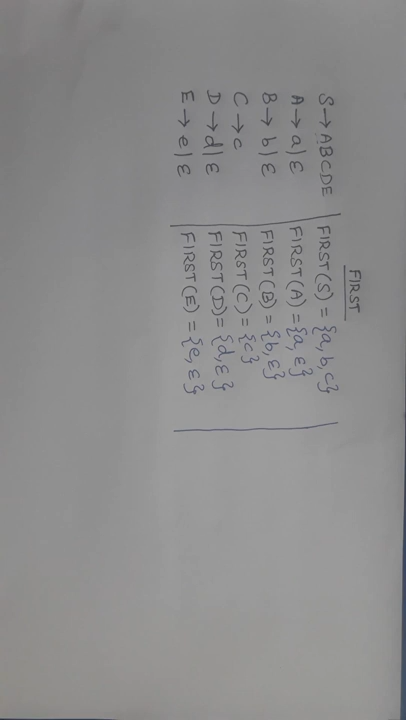 FIRST
S→ABCDE FIRST(S) = {a, b, c}
A→a|ε FIRST(A) = {a, ε}
B→b|ε FIRST(B) = {b, ε}
C→c FIRST(C) = {c}
D→d|ε FIRST(D) = {d, ε}
E→e|ε FIRST(E) = {e, ε}